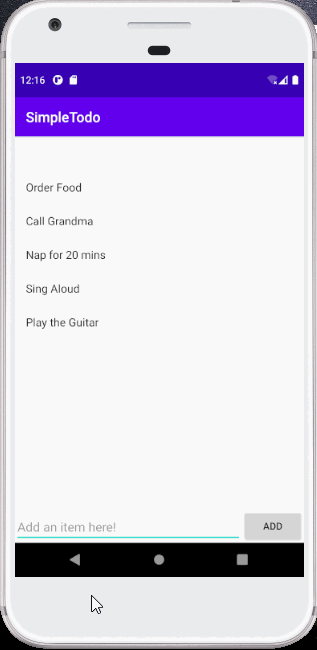 12:16
SimpleTodo
Order Food
Call Grandma
Nap for 20 mins
Sing Aloud
Play the Guitar
Add an item here! ADD